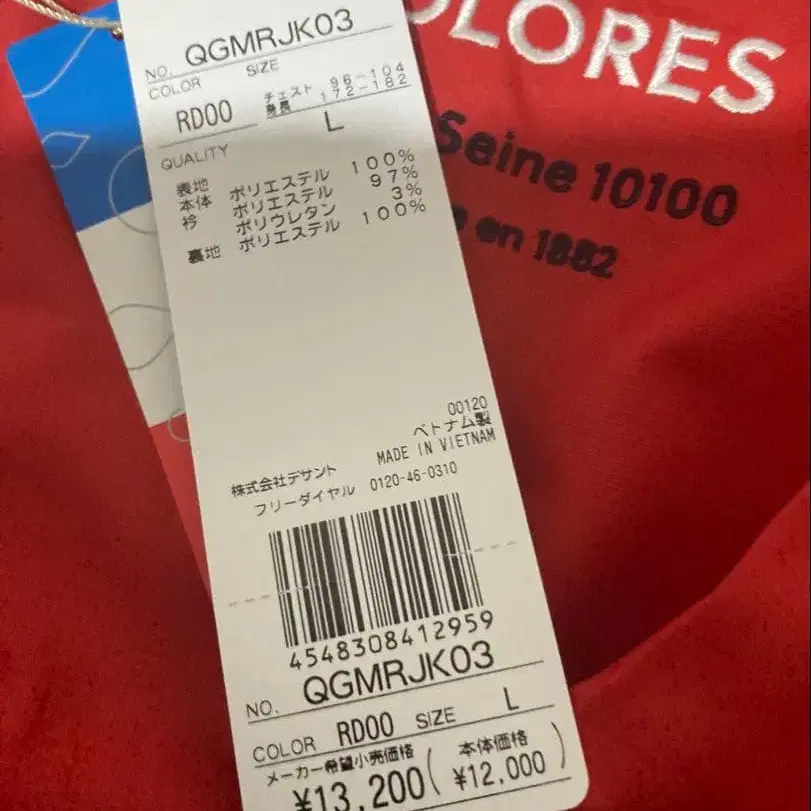 OLORES
Seine 10100
en 1882
NO. QGMRJK03
COLOR SIZE
RD00 チェスト 96-104
身長 172-182
L
QUALITY
表地
本体 ポリエステル 100%
衿 ポリエステル 97%
ポリウレタン 3%
裏地 ポリエステル 100%
00120
ベトナム製
MADE IN VIETNAM
株式会社デサント
フリーダイヤル 0120-46-0310
4548308412959
NO. QGMRJK03
COLOR RD00 SIZE L
メーカー希望小売価格 本体価格
¥13,200( ¥12,000 )